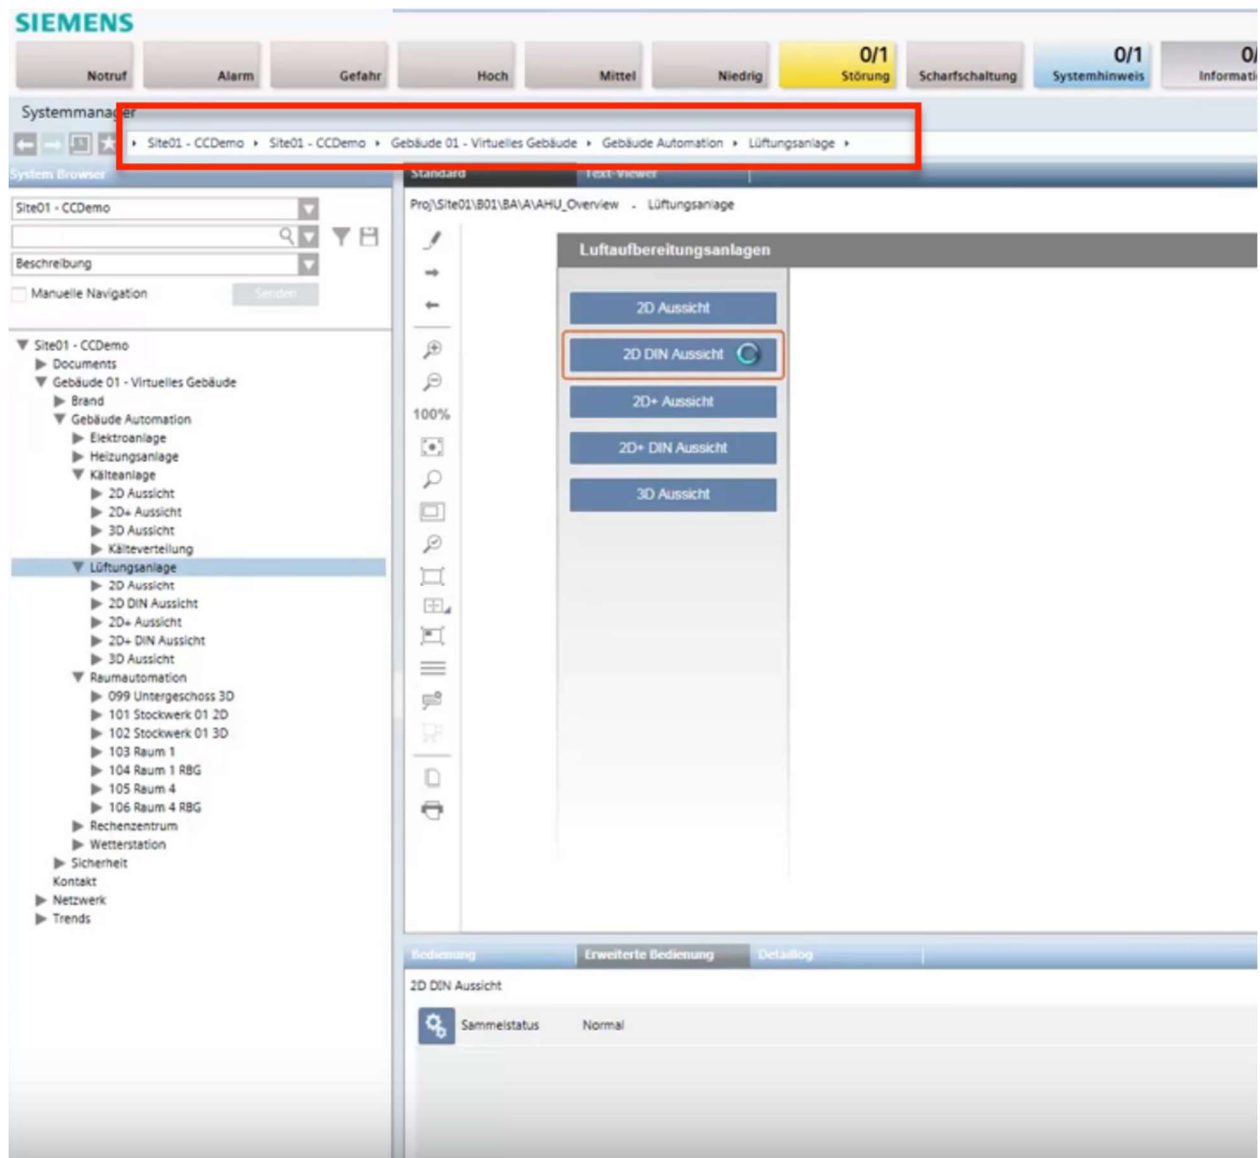 SIEMENS
Notruf
Alarm
Gefahr
Hoch
Mittel
Niedrig
0/1
Störung
Scharfschaltung
0/1
Systemhinweis
0/
Informati
Systemmanager
Site01 - CCDemo Site01 - CCDemo Gebäude 01 - Virtuelles Gebäude Gebäude Automation Lüftungsanlage
System Browser
Site01 - CCDemo
Beschreibung
Manuelle Navigation
Senden
Site01 - CCDemo
Documents
Gebäude 01 - Virtuelles Gebäude
Brand
Gebäude Automation
Elektroanlage
Heizungsanlage
Kälteanlage
2D Aussicht
2D+ Aussicht
3D Aussicht
Kälteverteilung
Lüftungsanlage
2D Aussicht
2D DIN Aussicht
2D+ Aussicht
2D+ DIN Aussicht
3D Aussicht
Raumautomation
099 Untergeschoss 3D
101 Stockwerk 01 2D
102 Stockwerk 01 3D
103 Raum 1
104 Raum 1 RBG
105 Raum 4
106 Raum 4 RBG
Rechenzentrum
Wetterstation
Sicherheit
Kontakt
Netzwerk
Trends
Standard
Text-Viewer
Proj\Site01\B01\BA\A\AHU_Overview - Lüftungsanlage
100%
Luftaufbereitungsanlagen
2D Aussicht
2D DIN Aussicht
2D+ Aussicht
2D+ DIN Aussicht
3D Aussicht
Bedienung
Erweiterte Bedienung
Detaillog
2D DIN Aussicht
Sammelstatus Normal